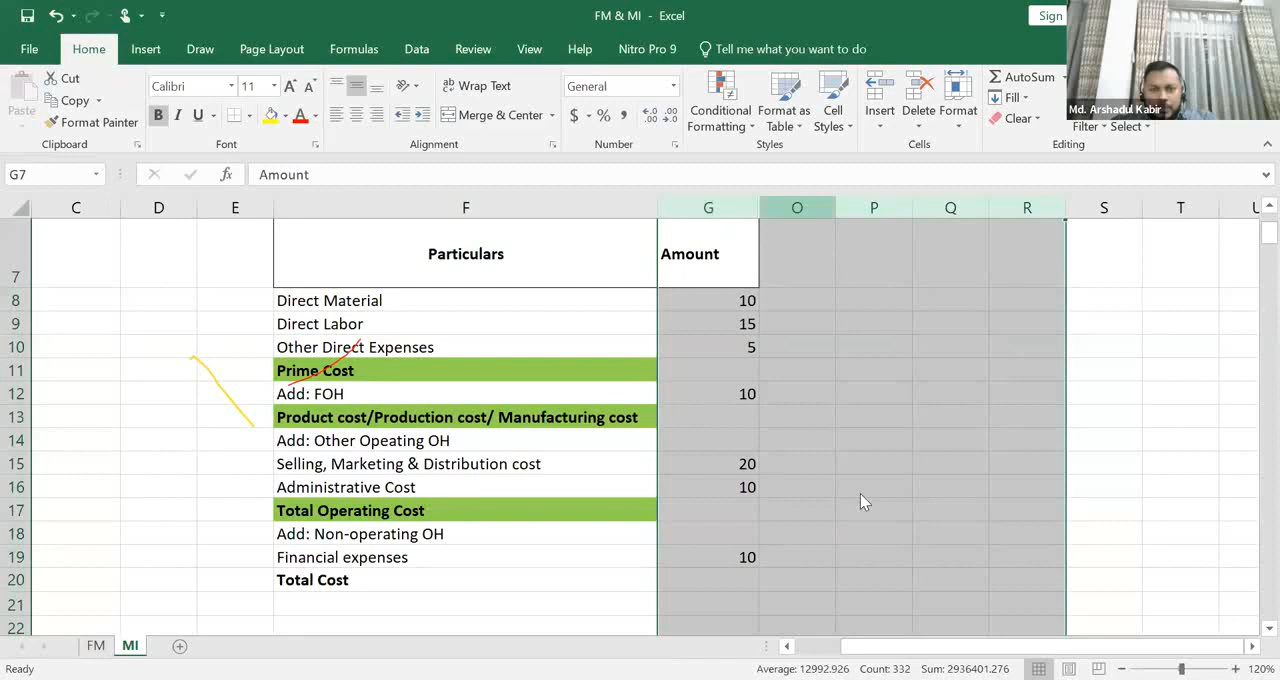 FM & MI - Excel
Sign
File Home Insert Draw Page Layout Formulas Data Review View Help Nitro Pro 9 Tell me what you want to do
Paste
Cut
Copy
Format Painter
Clipboard
Calibri 11
B I U
Font
Wrap Text
Merge & Center
Alignment
General
$ % ,
Number
Conditional Formatting
Format as Table
Cell Styles
Styles
Insert Delete Format
Cells
AutoSum
Fill
Clear
Filter Select
Editing
Md. Arshadul Kabir
G7 fx Amount
C D E F G O P Q R S T U
7 Particulars Amount
8 Direct Material 10
9 Direct Labor 15
10 Other Direct Expenses 5
11 Prime Cost
12 Add: FOH 10
13 Product cost/Production cost/ Manufacturing cost
14 Add: Other Opeating OH
15 Selling, Marketing & Distribution cost 20
16 Administrative Cost 10
17 Total Operating Cost
18 Add: Non-operating OH
19 Financial expenses 10
20 Total Cost
21
22
FM MI
Ready Average: 12992.926 Count: 332 Sum: 2936401.276 120%